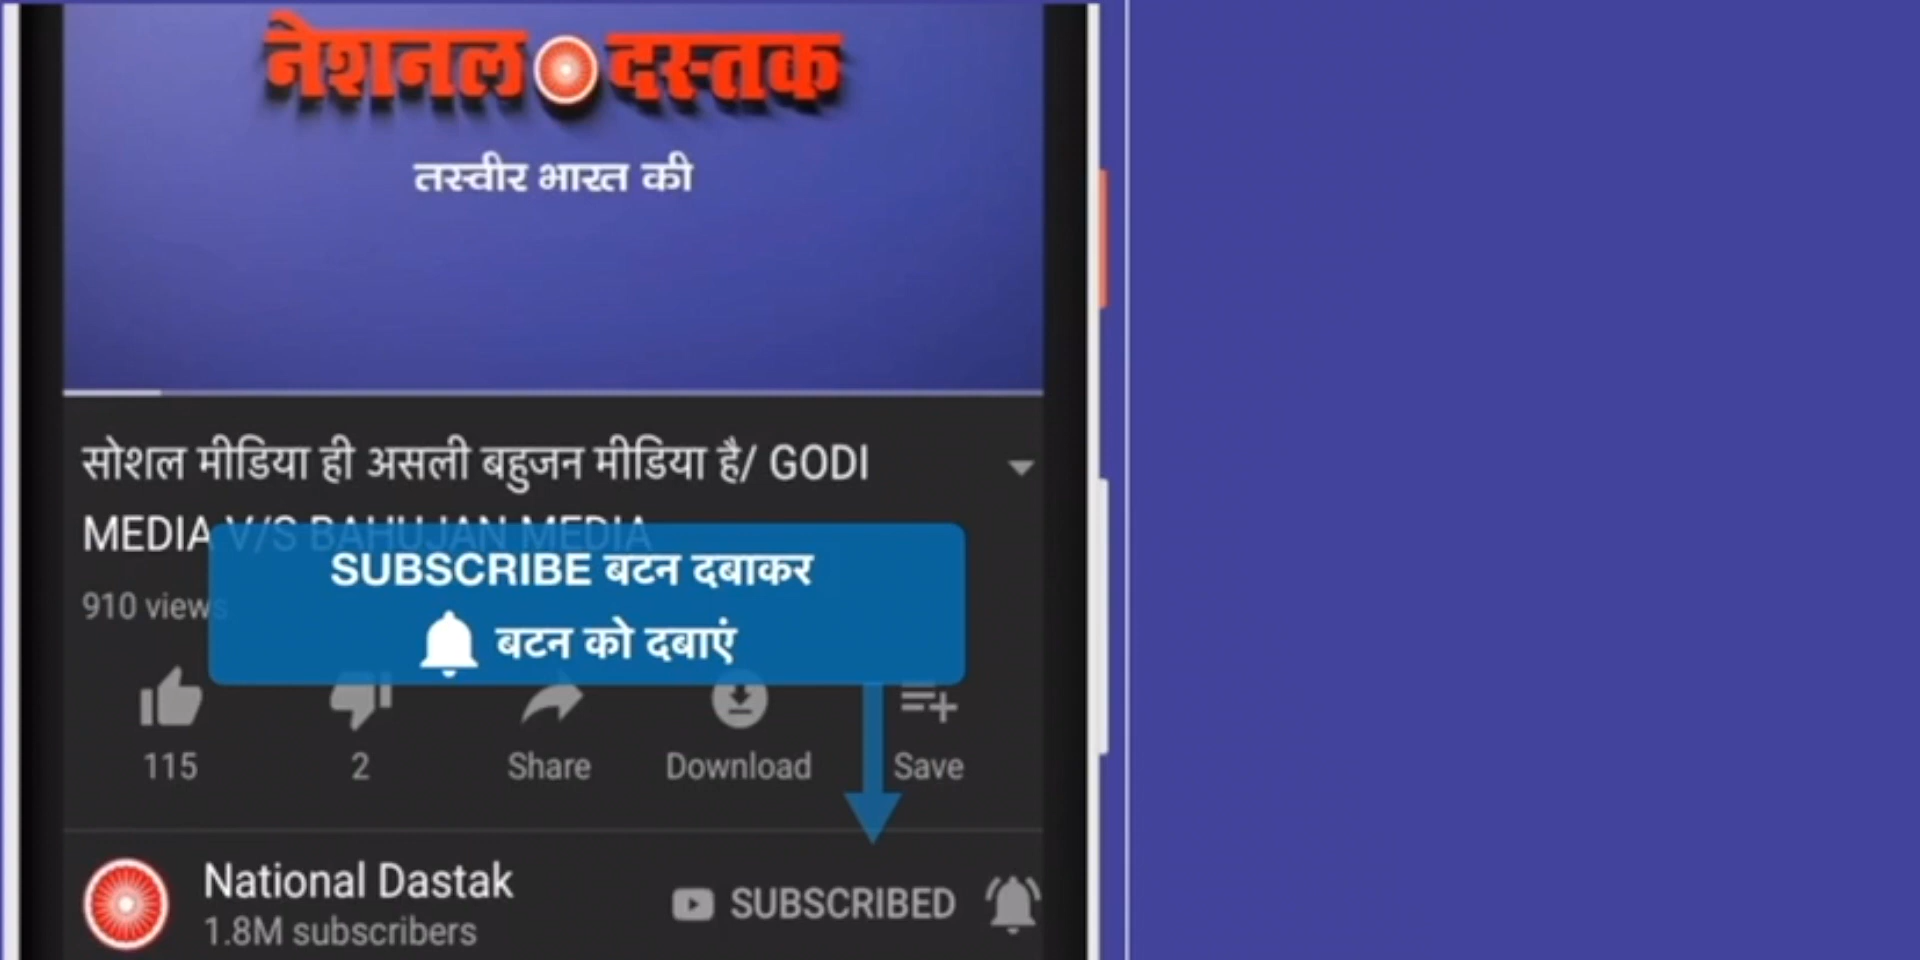 नेशनल दस्तक
तस्वीर भारत की
सोशल मीडिया ही असली बहुजन मीडिया है/ GODI
MEDIA V/S BAHUJAN MEDIA
SUBSCRIBE बटन दबाकर
बटन को दबाएं
910 views
115
2
Share
Download
Save
National Dastak
SUBSCRIBED
1.8M subscribers